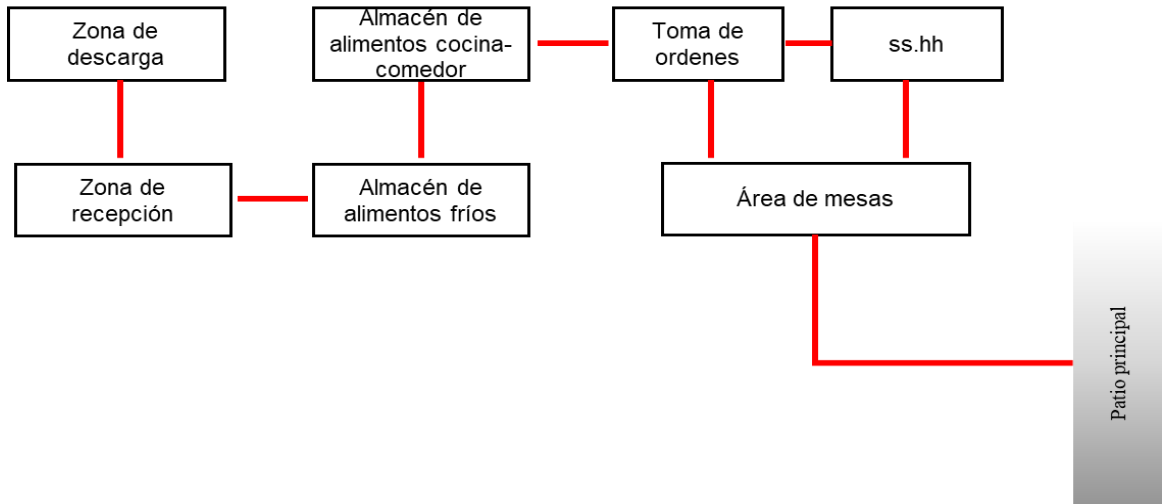 Zona de
descarga
Almacén de
alimentos cocina-
comedor
Toma de
ordenes
ss.hh
Zona de
recepción
Almacén de
alimentos fríos
Área de mesas
Patio principal